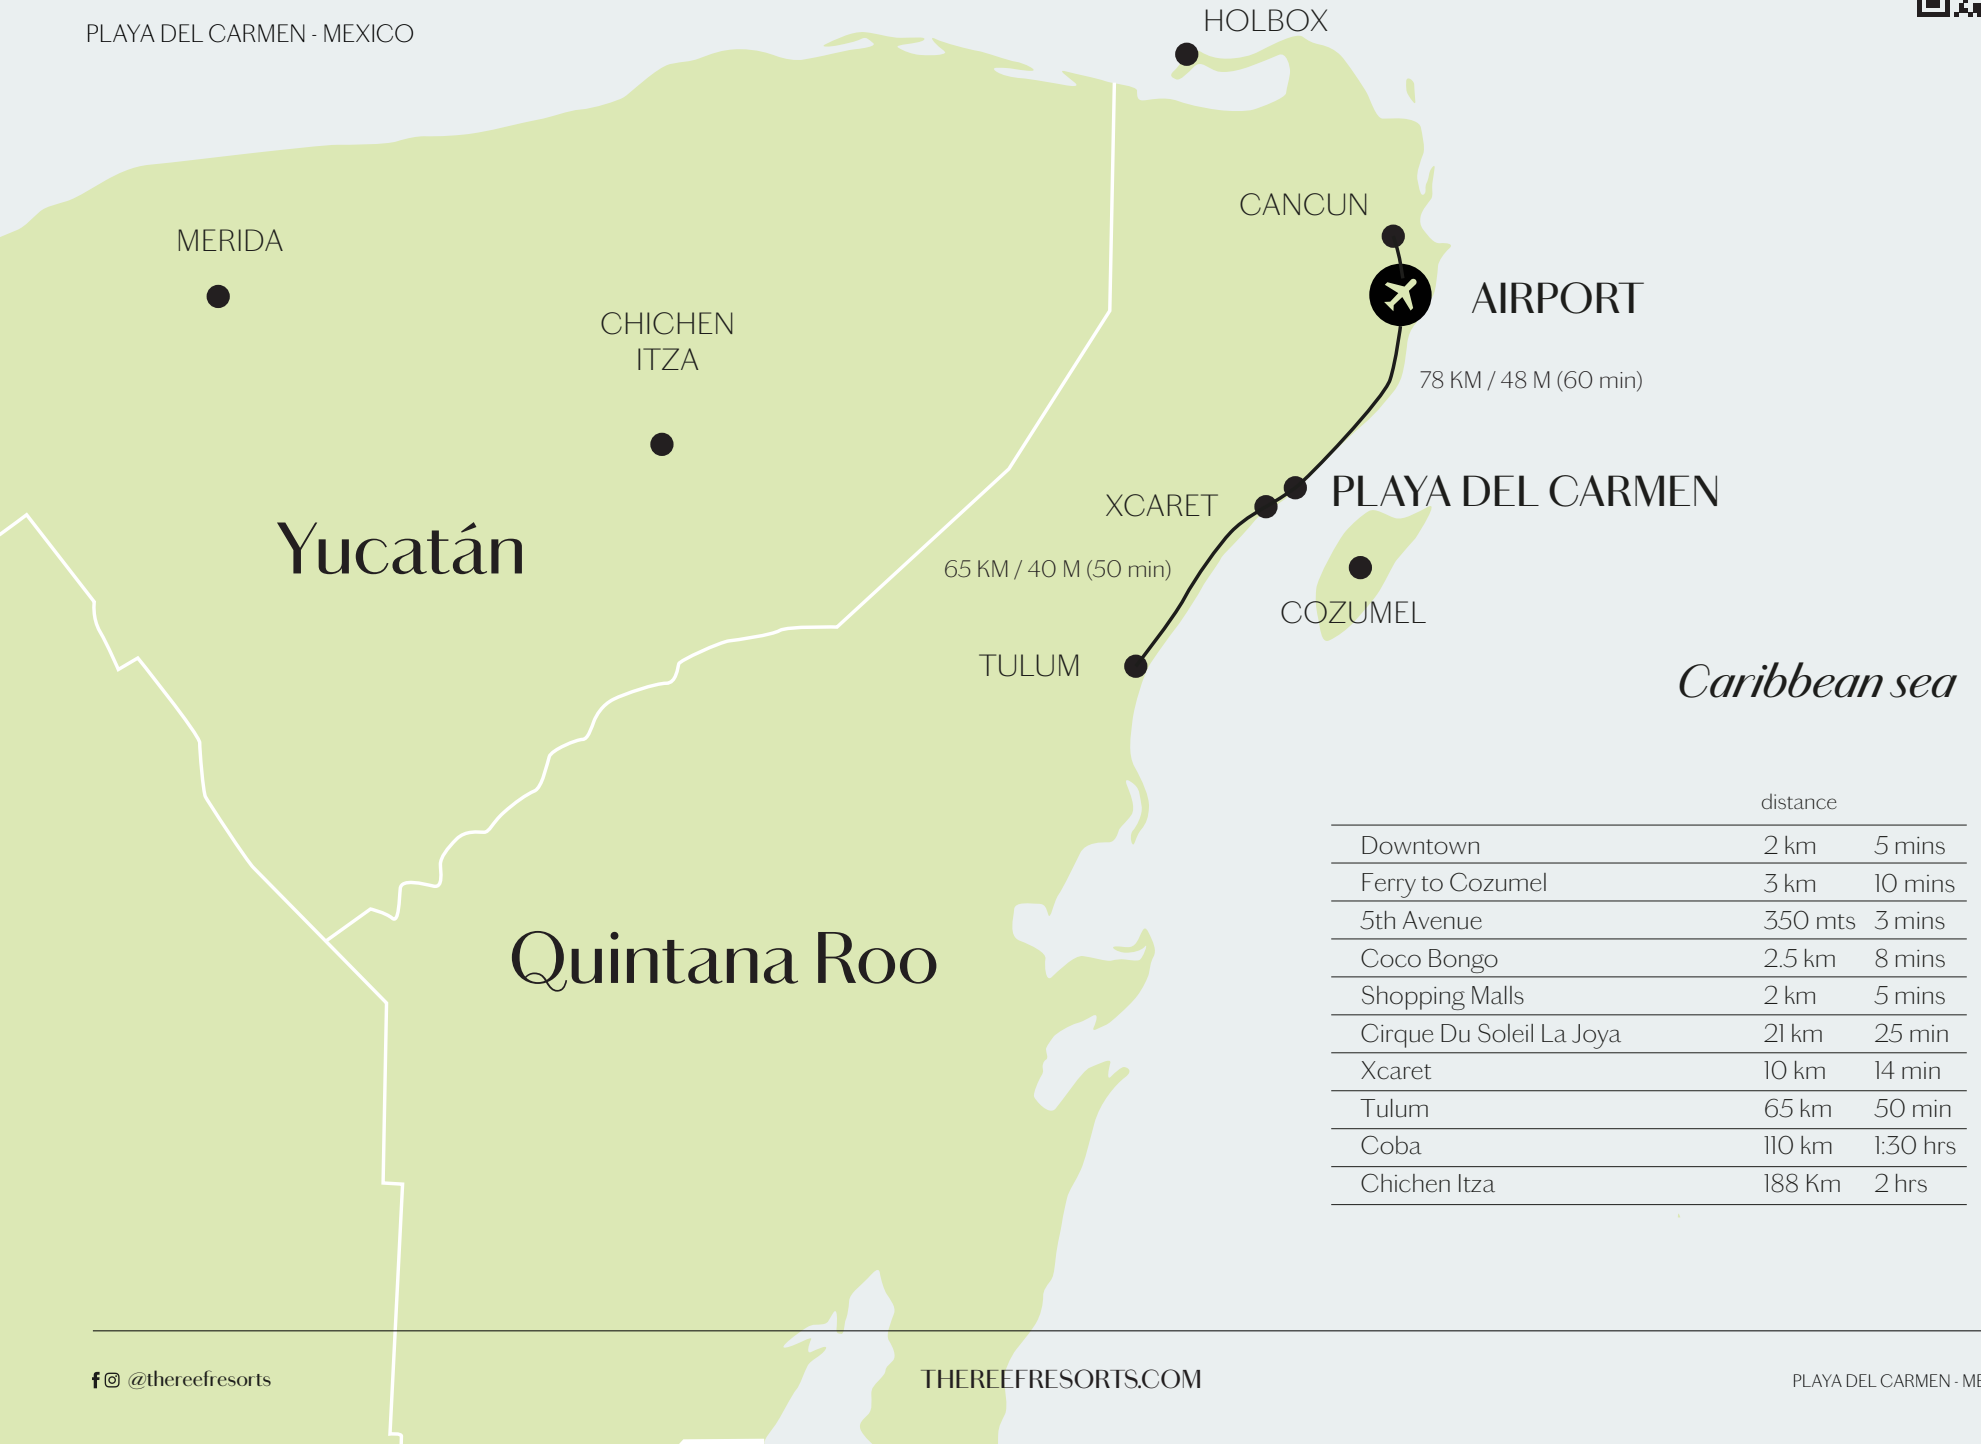 PLAYA DEL CARMEN - MEXICO
HOLBOX
CANCUN
MERIDA
AIRPORT
CHICHEN
ITZA
78 KM / 48 M (60 min)
PLAYA DEL CARMEN
XCARET
Yucatán
65 KM / 40 M (50 min)
COZUMEL
TULUM
Caribbean sea
distance
Downtown 2 km 5 mins
Ferry to Cozumel 3 km 10 mins
5th Avenue 350 mts 3 mins
Coco Bongo 2.5 km 8 mins
Quintana Roo
Shopping Malls 2 km 5 mins
Cirque Du Soleil La Joya 21 km 25 min
Xcaret 10 km 14 min
Tulum 65 km 50 min
Coba 110 km 1:30 hrs
Chichen Itza 188 Km 2 hrs
@thereefresorts
THEREEFRESORTS.COM
PLAYA DEL CARMEN -